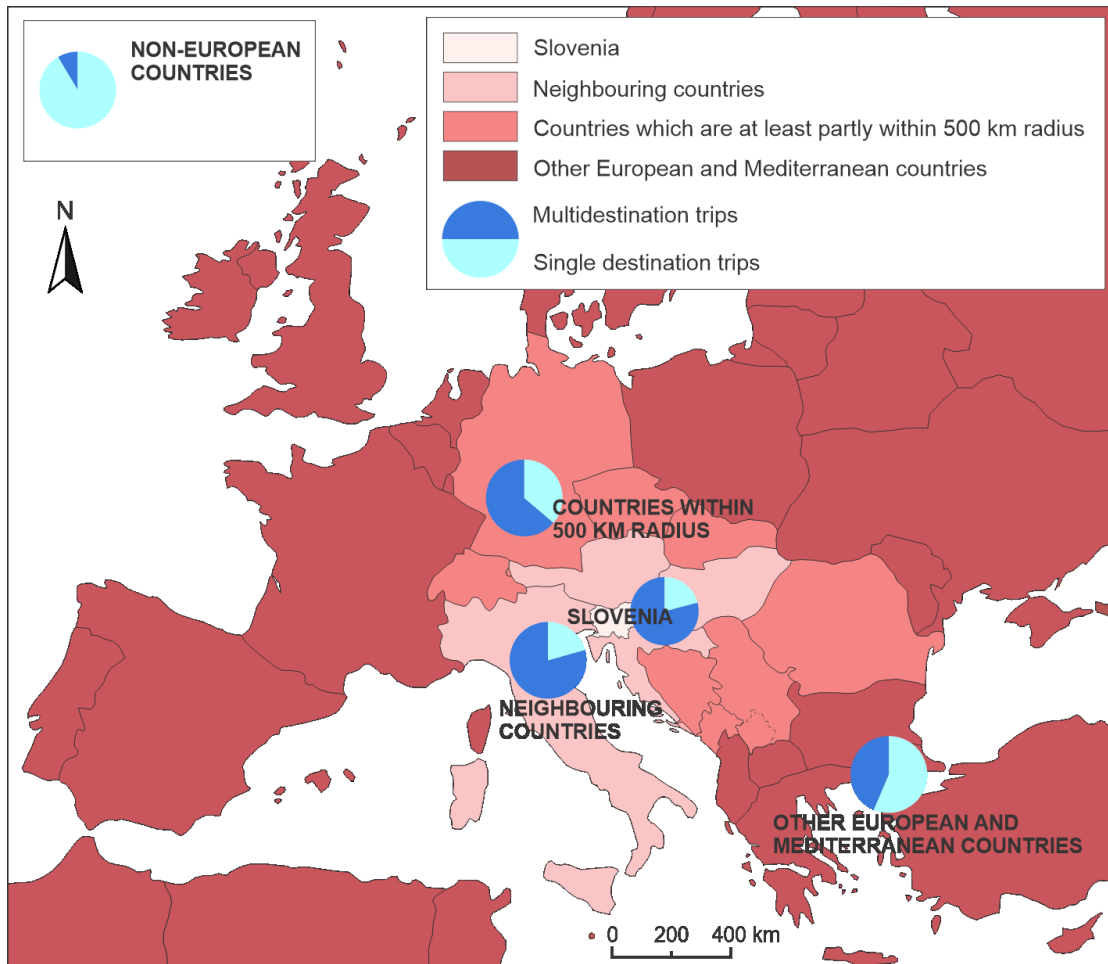 NON-EUROPEAN
COUNTRIES
Slovenia
Neighbouring countries
Countries which are at least partly within 500 km radius
Other European and Mediterranean countries
Multidestination trips
Single destination trips
N
COUNTRIES WITHIN
500 KM RADIUS
SLOVENIA
NEIGHBOURING
COUNTRIES
OTHER EUROPEAN AND
MEDITERRANEAN COUNTRIES
0 200 400 km